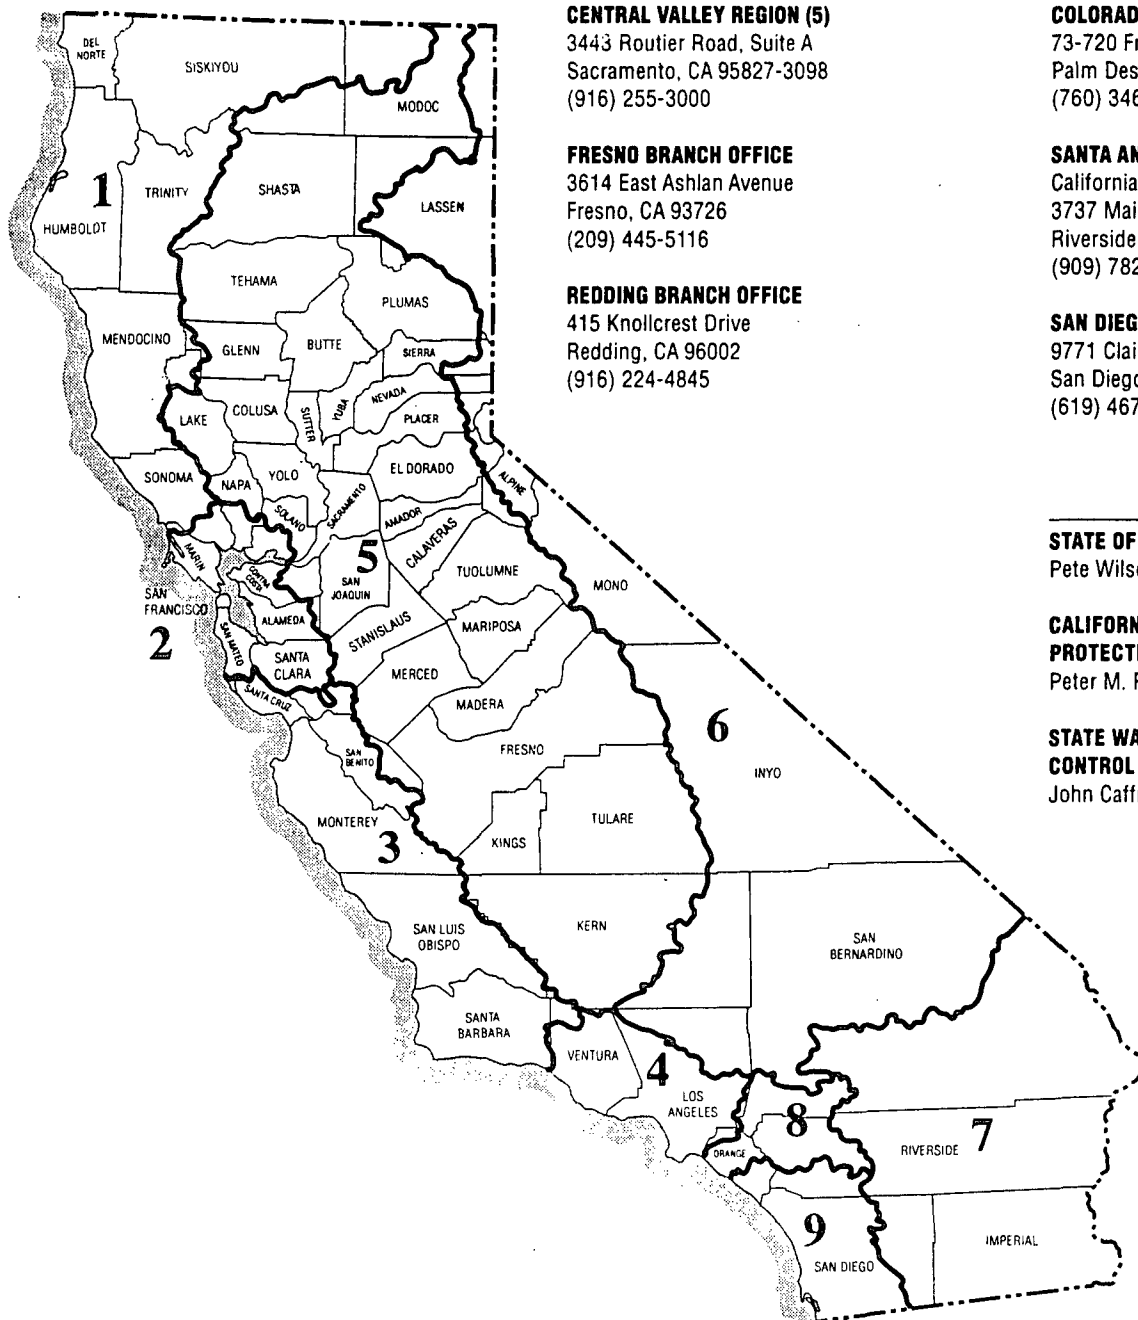 CENTRAL VALLEY REGION (5)
3443 Routier Road, Suite A
Sacramento, CA 95827-3098
(916) 255-3000
FRESNO BRANCH OFFICE
3614 East Ashlan Avenue
Fresno, CA 93726
(209) 445-5116
REDDING BRANCH OFFICE
415 Knollcrest Drive
Redding, CA 96002
(916) 224-4845
COLORAD
73-720 Fr
Palm Des
(760) 346
SANTA AN
California
3737 Mai
Riverside
(909) 782
SAN DIEG
9771 Clai
San Diego
(619) 467
STATE OF
Pete Wils
CALIFORN
PROTECTI
Peter M. R
STATE WA
CONTROL
John Caff
DEL
NORTE
SISKIYOU
MODOC
1
HUMBOLDT
TRINITY
SHASTA
LASSEN
TEHAMA
PLUMAS
MENDOCINO
GLENN
BUTTE
SIERRA
NEVADA
YUBA
LAKE
COLUSA
SUTTER
PLACER
SONOMA
NAPA
YOLO
EL DORADO
ALPINE
SOLANO
SACRAMENTO
AMADOR
CALAVERAS
MARIN
CONTRA
COSTA
5
SAN
JOAQUIN
TUOLUMNE
MONO
SAN
FRANCISCO
2
ALAMEDA
SAN MATEO
STANISLAUS
MARIPOSA
SANTA
CLARA
MERCED
SANTA CRUZ
MADERA
6
SAN
BENITO
FRESNO
INYO
MONTEREY
3
KINGS
TULARE
SAN LUIS
OBISPO
KERN
SAN
BERNARDINO
SANTA
BARBARA
VENTURA
4
LOS
ANGELES
8
ORANGE
RIVERSIDE
7
9
SAN DIEGO
IMPERIAL